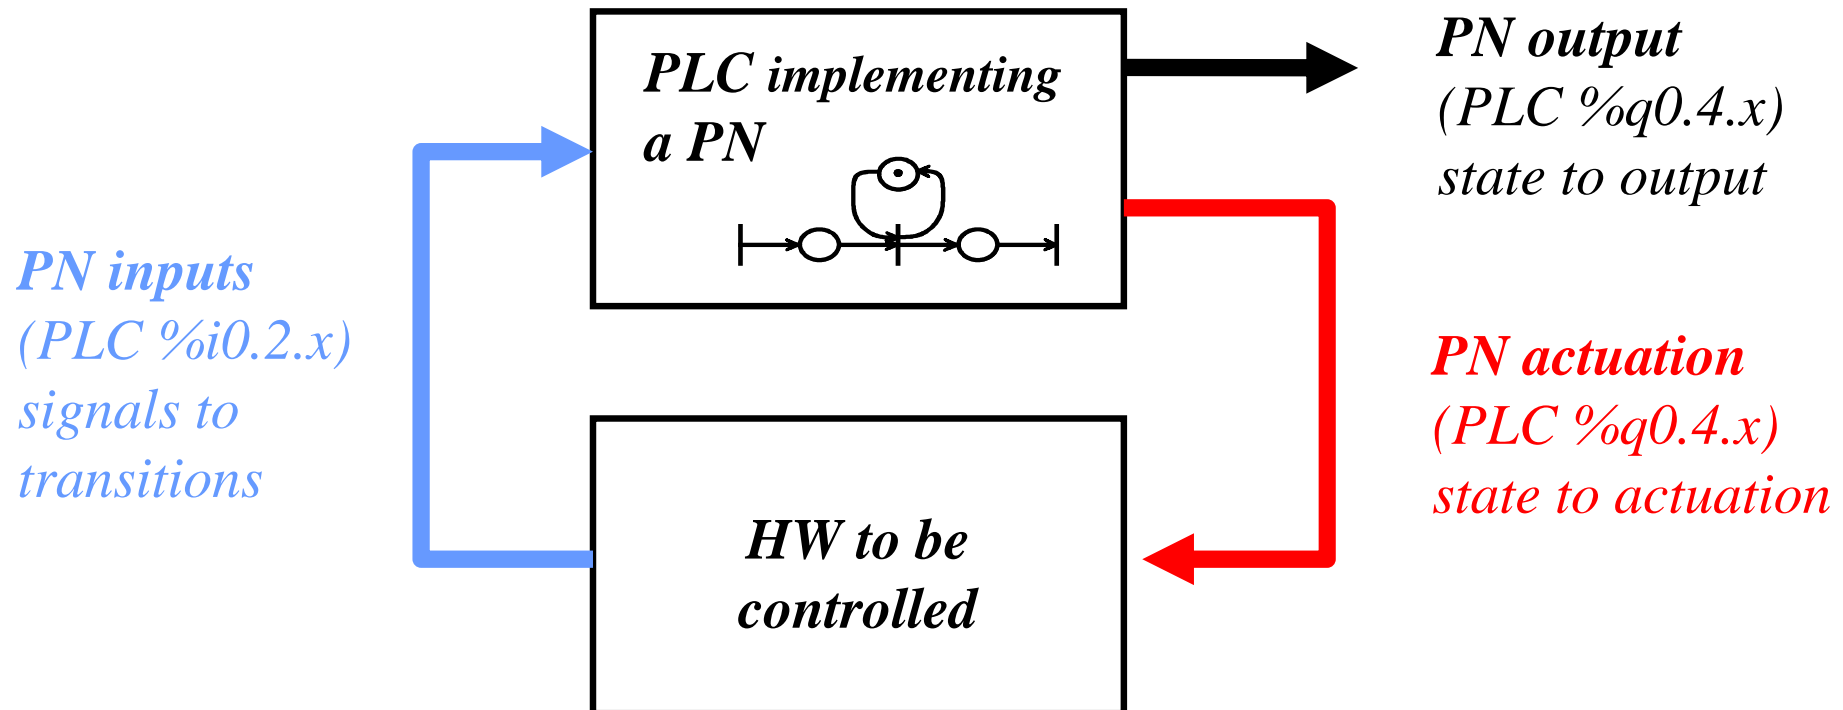 PLC implementing
a PN
PN output
(PLC %q0.4.x)
state to output
PN inputs
(PLC %i0.2.x)
signals to
transitions
PN actuation
(PLC %q0.4.x)
state to actuation
HW to be
controlled